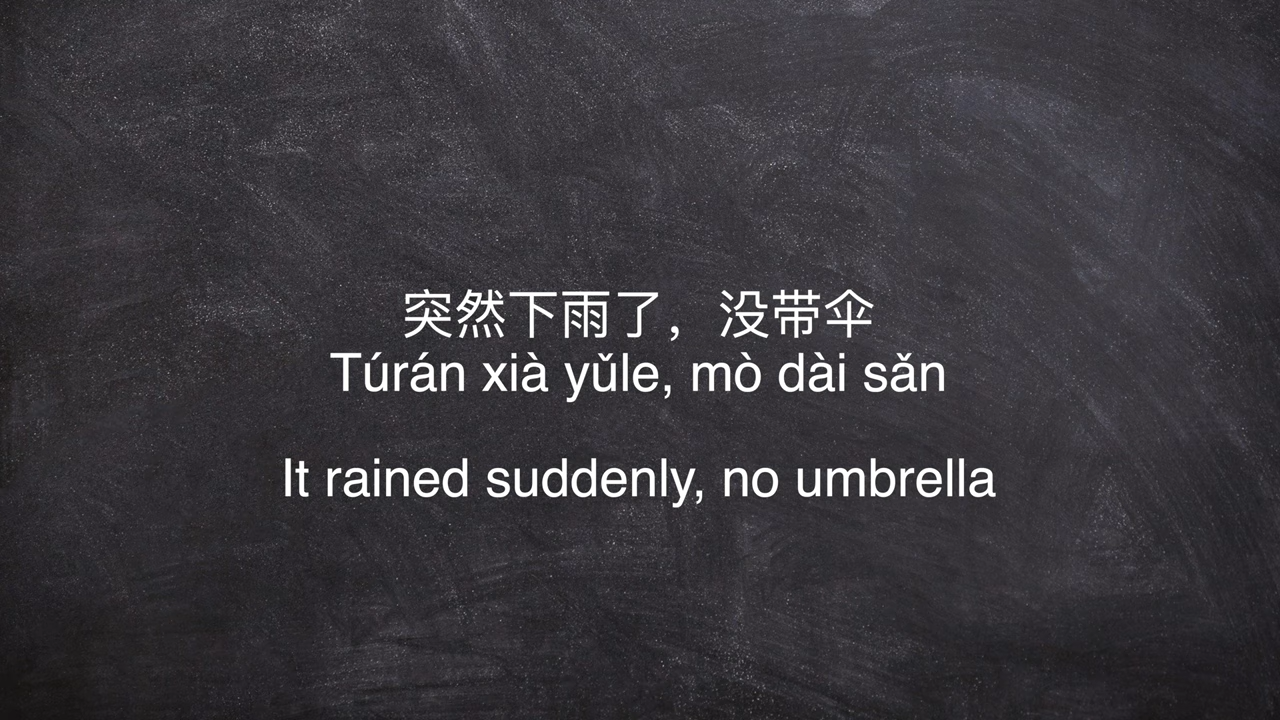 突然下雨了，没带伞
Túrán xià yǔle, mò dài sǎn
It rained suddenly, no umbrella